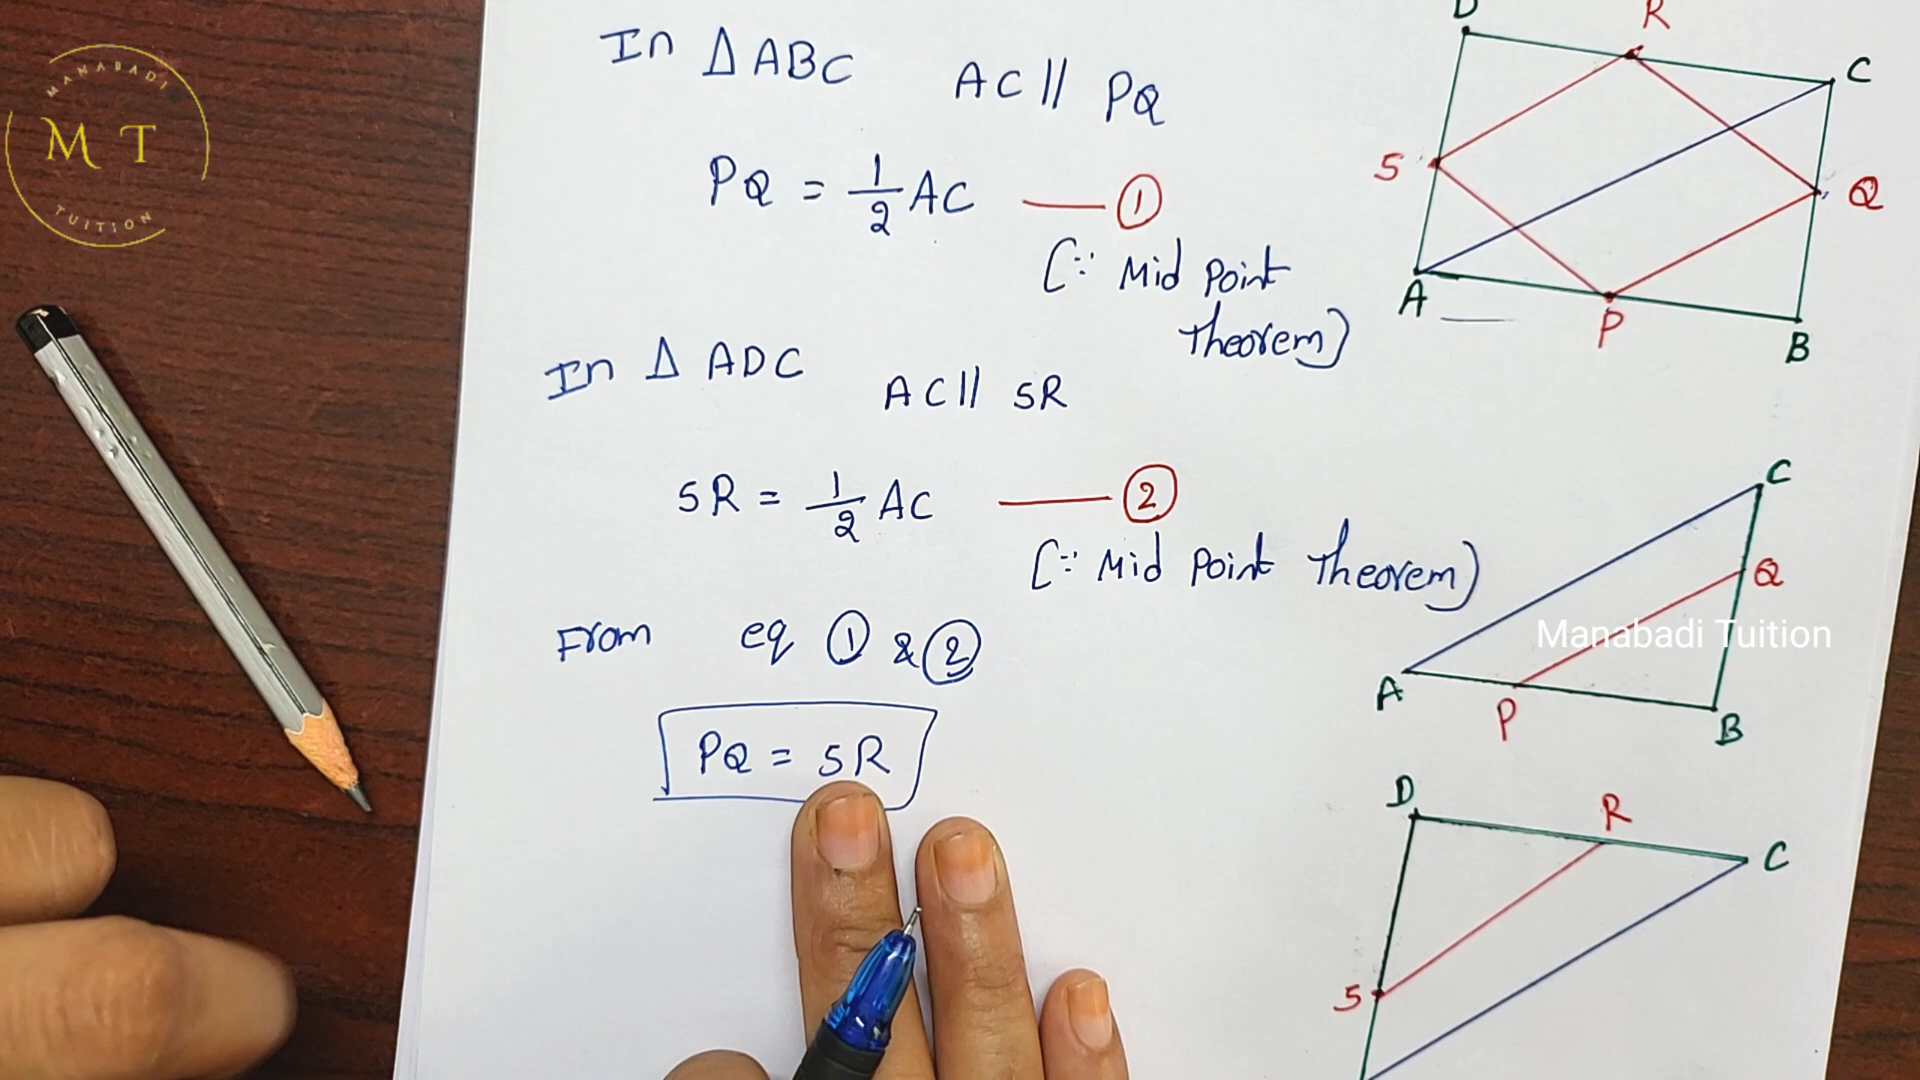 MANABADI
M T
TUITION
In Δ ABC AC || PQ
PQ = 1/2 AC —— ①
(∵ Mid Point
Theorem)
In Δ ADC AC || SR
SR = 1/2 AC —— ②
(∵ Mid Point Theorem)
From eq ① & ②
PQ = SR
D R
C
S
Q
A
P
B
C
Q
Manabadi Tuition
A
P
B
D
R
C
S